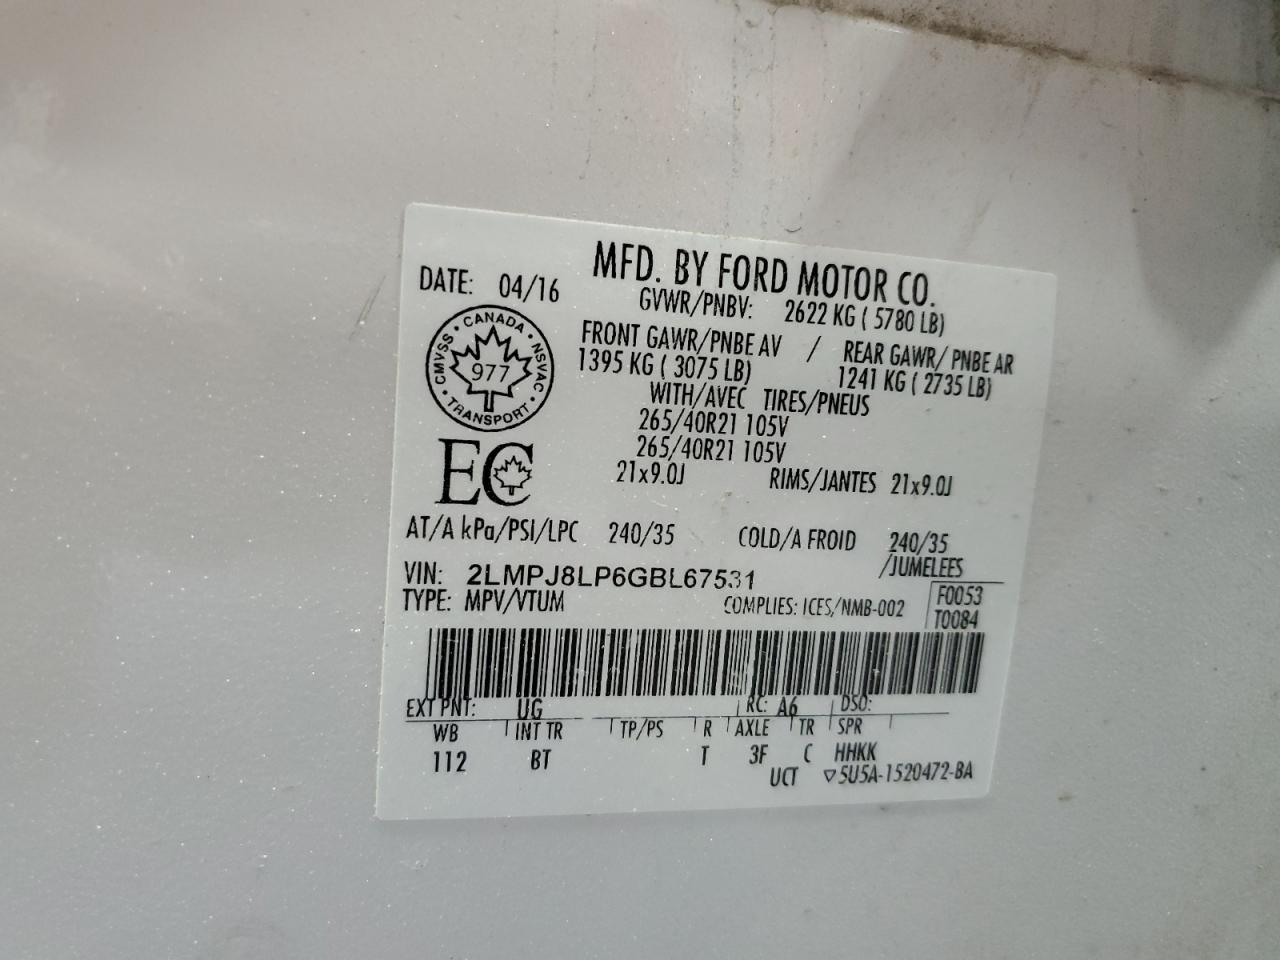 MFD. BY FORD MOTOR CO.
DATE: 04/16
GVWR/PNBV: 2622 KG ( 5780 LB)
FRONT GAWR/PNBE AV / REAR GAWR/ PNBE AR
1395 KG ( 3075 LB) 1241 KG ( 2735 LB)
WITH/AVEC TIRES/PNEUS
265/40R21 105V
265/40R21 105V
21x9.0J RIMS/JANTES 21x9.0J
CMVSS • CANADA • NSVAC • TRANSPORT •
977
EC
AT/A kPa/PSI/LPC 240/35 COLD/A FROID 240/35
/JUMELEES
VIN: 2LMPJ8LP6GBL67531
TYPE: MPV/VTUM COMPLIES: ICES/NMB-002
F0053
T0084
EXT PNT: UG RC: A6 DSO:
WB INT TR TP/PS R AXLE TR SPR
112 BT T 3F C HHKK
UCT ▽5U5A-1520472-BA